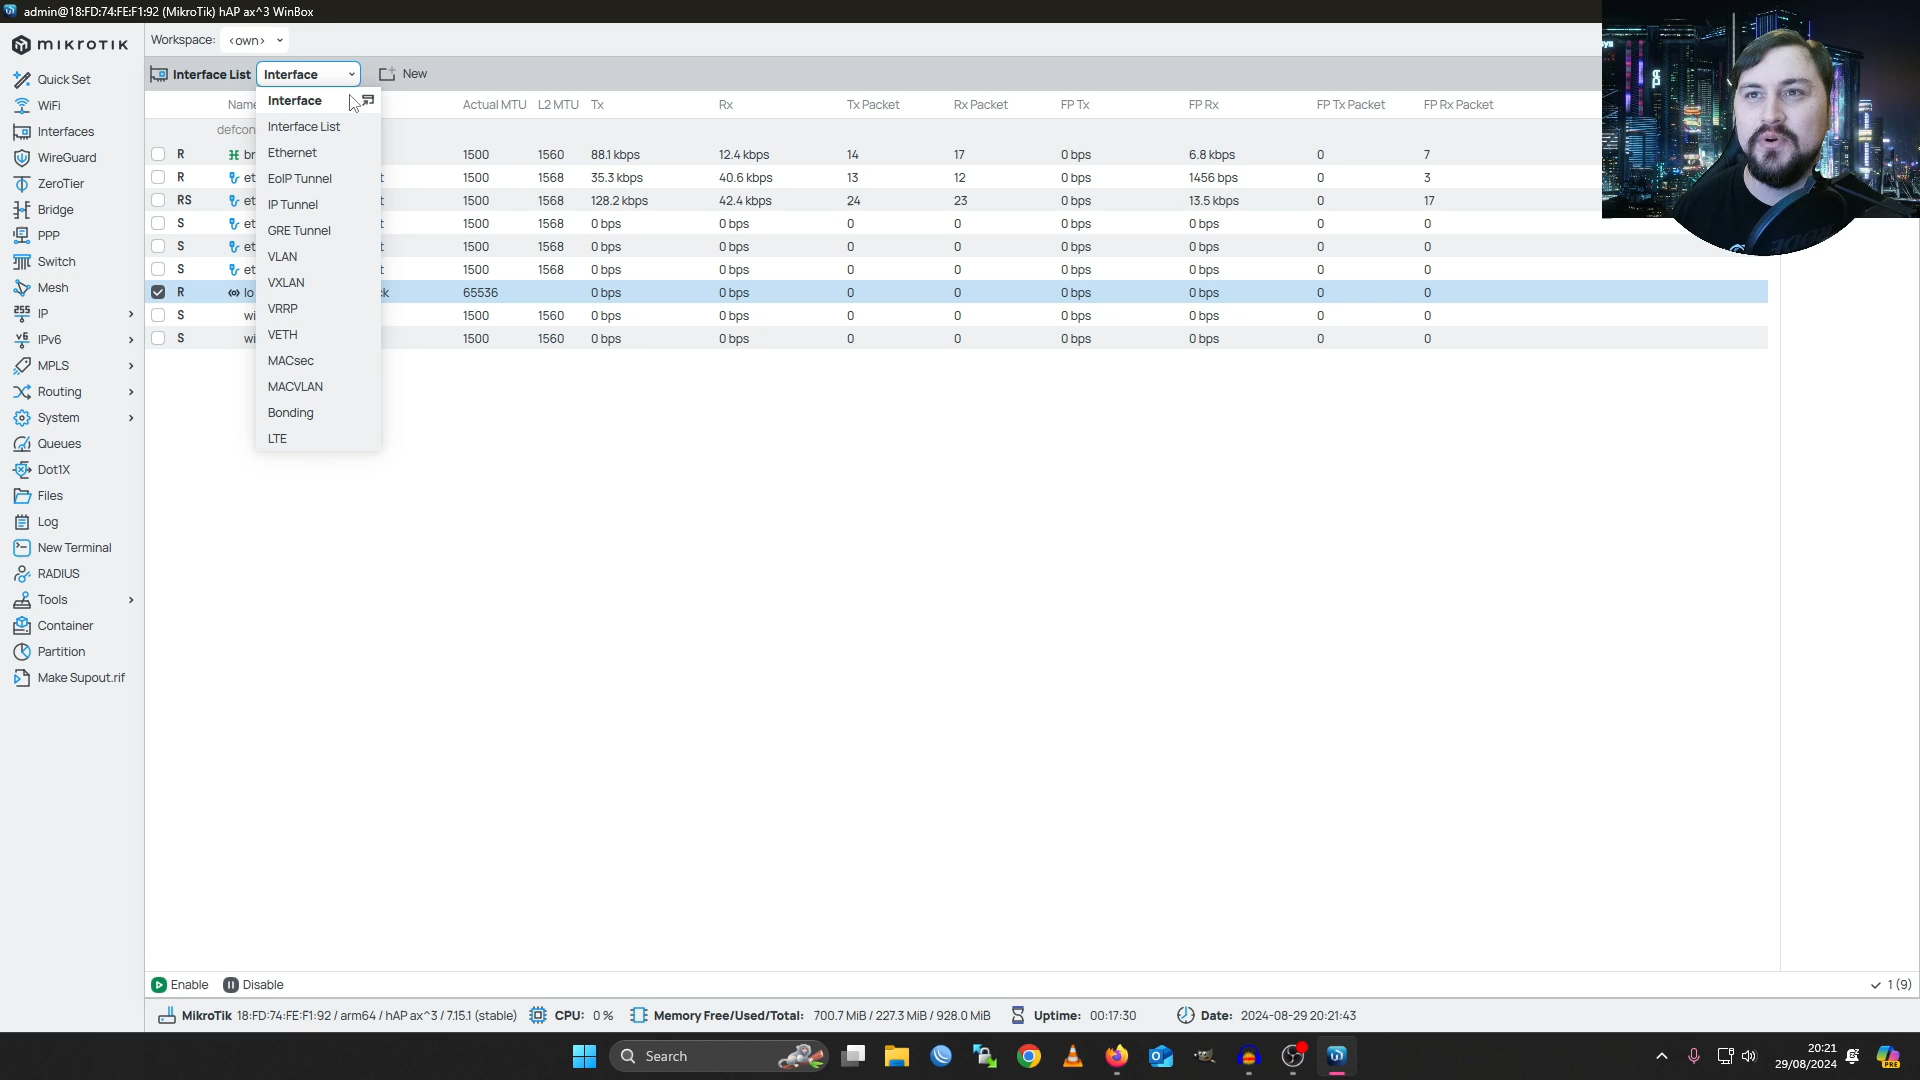 admin@18:FD:74:FE:F1:92 (MikroTik) hAP ax^3 WinBox
MIKROTIK
Workspace: <own>
Interface List Interface New
Name Actual MTU L2 MTU Tx Rx Tx Packet Rx Packet FP Tx FP Rx FP Tx Packet FP Rx Packet
defcon
R br 1500 1560 88.1 kbps 12.4 kbps 14 17 0 bps 6.8 kbps 0 7
R et t 1500 1568 35.3 kbps 40.6 kbps 13 12 0 bps 1456 bps 0 3
RS et t 1500 1568 128.2 kbps 42.4 kbps 24 23 0 bps 13.5 kbps 0 17
S et t 1500 1568 0 bps 0 bps 0 0 0 bps 0 bps 0 0
S et t 1500 1568 0 bps 0 bps 0 0 0 bps 0 bps 0 0
S et t 1500 1568 0 bps 0 bps 0 0 0 bps 0 bps 0 0
R lo ck 65536 0 bps 0 bps 0 0 0 bps 0 bps 0 0
S wi 1500 1560 0 bps 0 bps 0 0 0 bps 0 bps 0 0
S wi 1500 1560 0 bps 0 bps 0 0 0 bps 0 bps 0 0
Interface
Interface List
Ethernet
EoIP Tunnel
IP Tunnel
GRE Tunnel
VLAN
VXLAN
VRRP
VETH
MACsec
MACVLAN
Bonding
LTE
Quick Set
WiFi
Interfaces
WireGuard
ZeroTier
Bridge
PPP
Switch
Mesh
255 IP
v6 IPv6
MPLS
Routing
System
Queues
Dot1X
Files
Log
New Terminal
RADIUS
Tools
Container
Partition
Make Supout.rif
Enable Disable 1 (9)
MikroTik 18:FD:74:FE:F1:92 / arm64 / hAP ax^3 / 7.15.1 (stable) CPU: 0 % Memory Free/Used/Total: 700.7 MiB / 227.3 MiB / 928.0 MiB Uptime: 00:17:30 Date: 2024-08-29 20:21:43
Search
20:21
29/08/2024
PRE